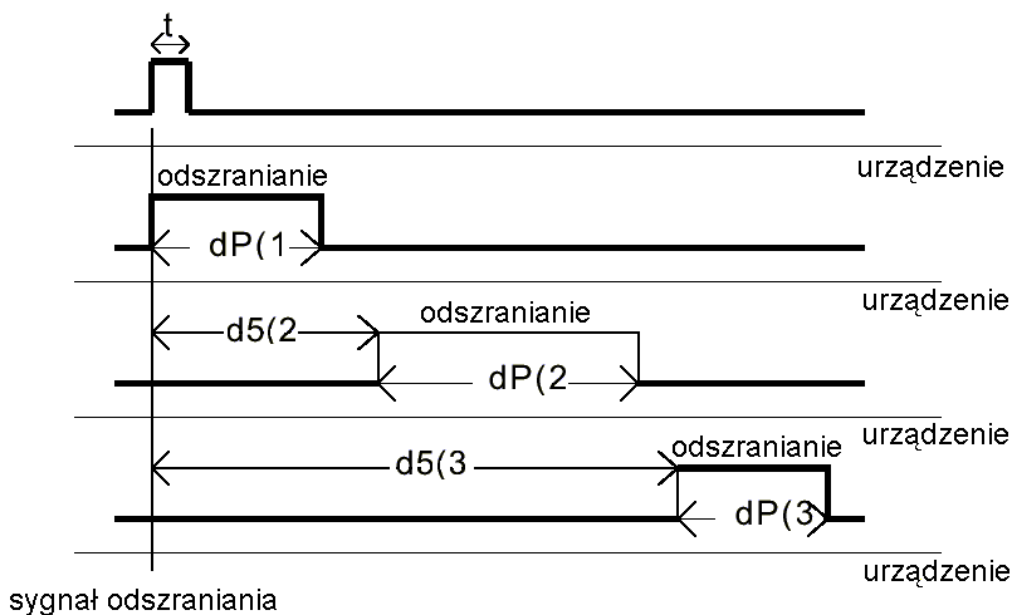 t
urządzenie
odszranianie
dP(1
urządzenie
odszranianie
d5(2
dP(2
urządzenie
odszranianie
d5(3
dP(3
urządzenie
sygnał odszraniania